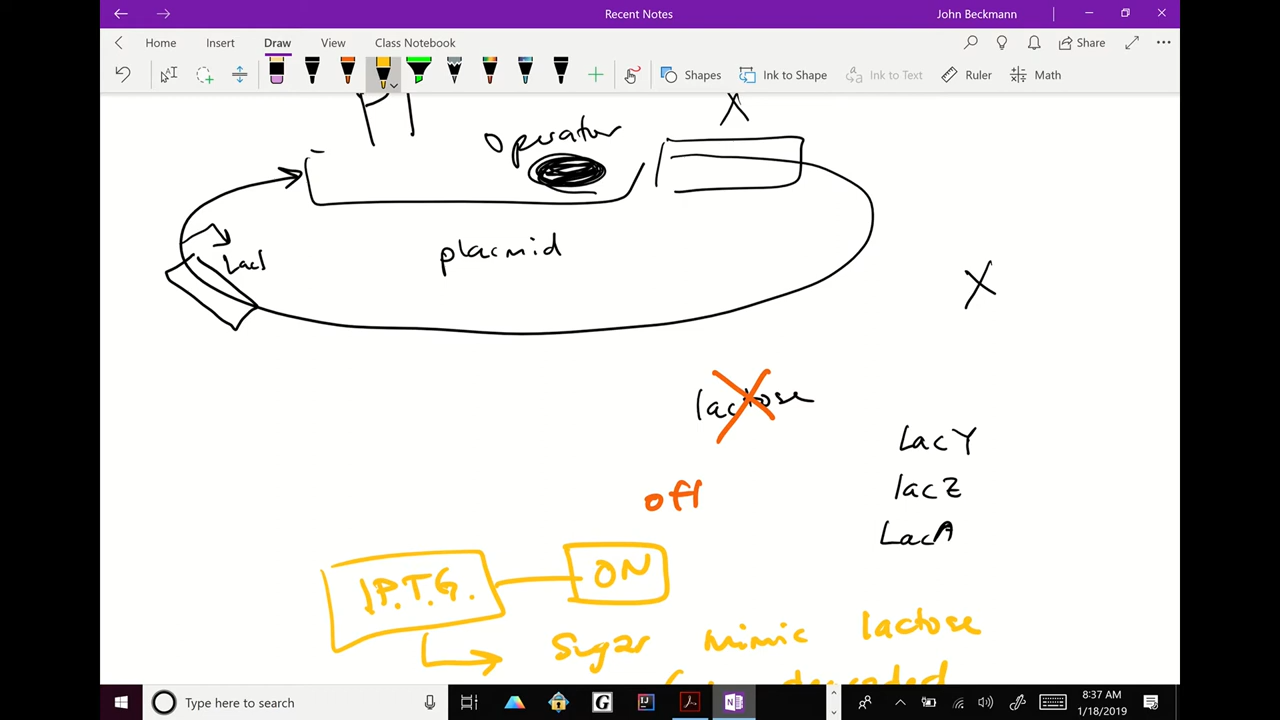 Recent Notes
John Beckmann
Home Insert Draw View Class Notebook
Share
Shapes
Ink to Shape
Ink to Text
Ruler
Math
X
operator
LacI
placmid
X
lactose
LacY
lacZ
LacA
off
I.P.T.G.
ON
Sugar mimic lactose
Type here to search
8:37 AM
1/18/2019